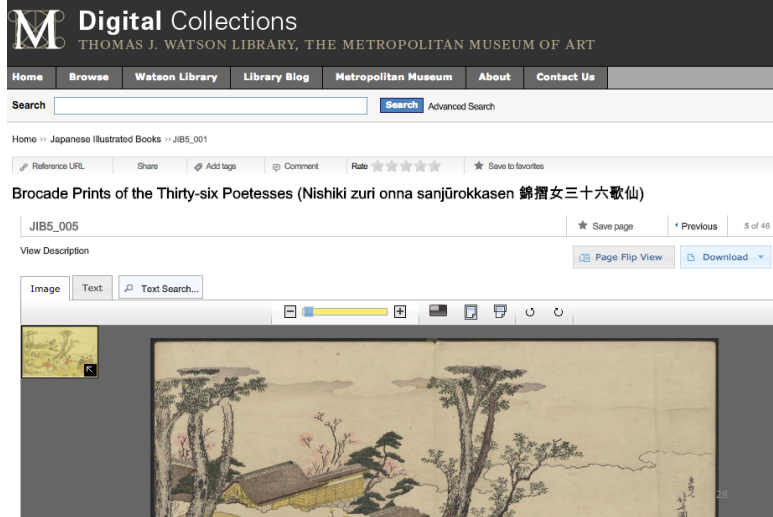 M Digital Collections
THOMAS J. WATSON LIBRARY, THE METROPOLITAN MUSEUM OF ART
Home Browse Watson Library Library Blog Metropolitan Museum About Contact Us
Search Search Advanced Search
Home >> Japanese Illustrated Books >> JIB5_001
Reference URL Share Add tags Comment Rate Save to favorites
Brocade Prints of the Thirty-six Poetesses (Nishiki zuri onna sanjūrokkasen 錦摺女三十六歌仙)
JIB5_005 Save page Previous 5 of 46
View Description
Page Flip View Download
Image Text Text Search...
28